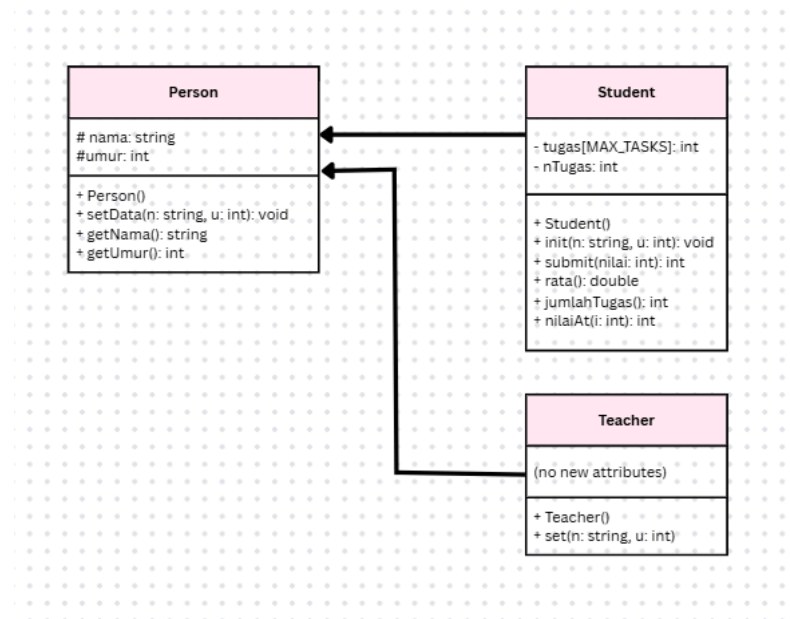 Person
# nama: string
#umur: int
+ Person()
+ setData(n: string, u: int): void
+ getNama(): string
+ getUmur(): int
Student
- tugas[MAX_TASKS]: int
- nTugas: int
+ Student()
+ init(n: string, u: int): void
+ submit(nilai: int): int
+ rata(): double
+ jumlahTugas(): int
+ nilaiAt(i: int): int
Teacher
(no new attributes)
+ Teacher()
+ set(n: string, u: int)